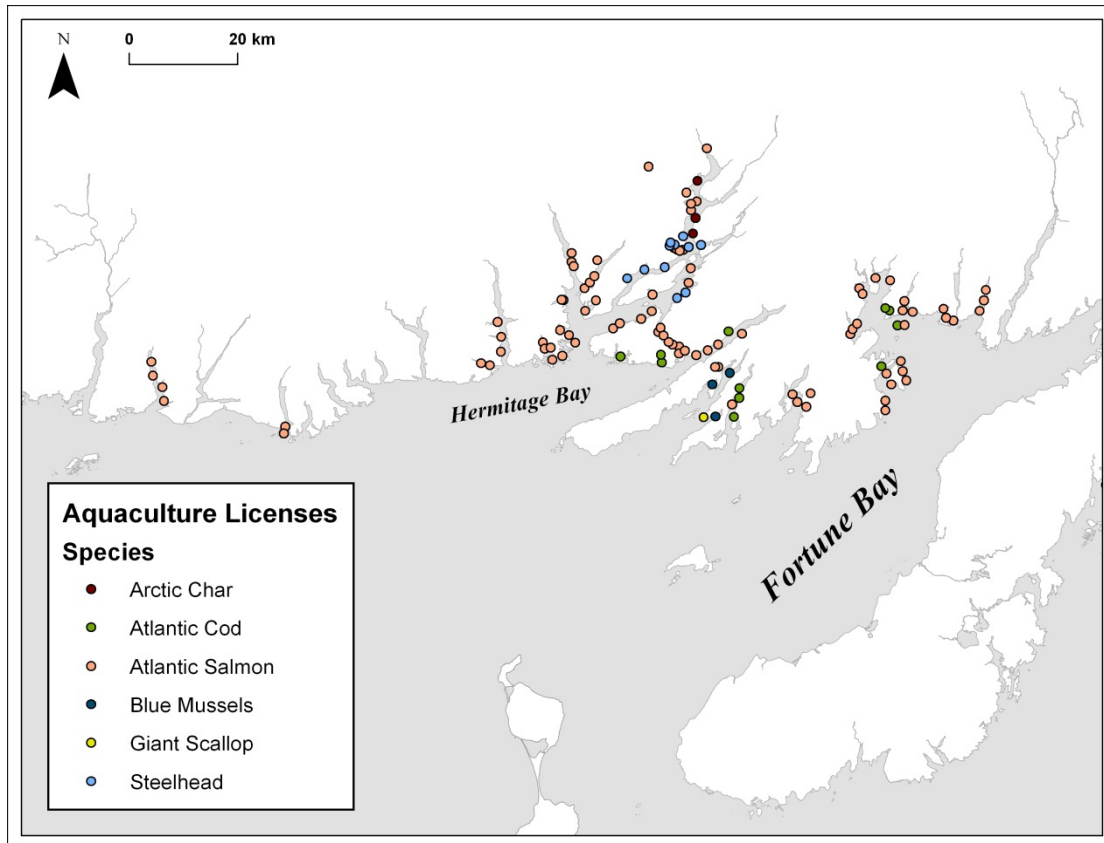 N
0 20 km
Hermitage Bay
Fortune Bay
Aquaculture Licenses
Species
Arctic Char
Atlantic Cod
Atlantic Salmon
Blue Mussels
Giant Scallop
Steelhead